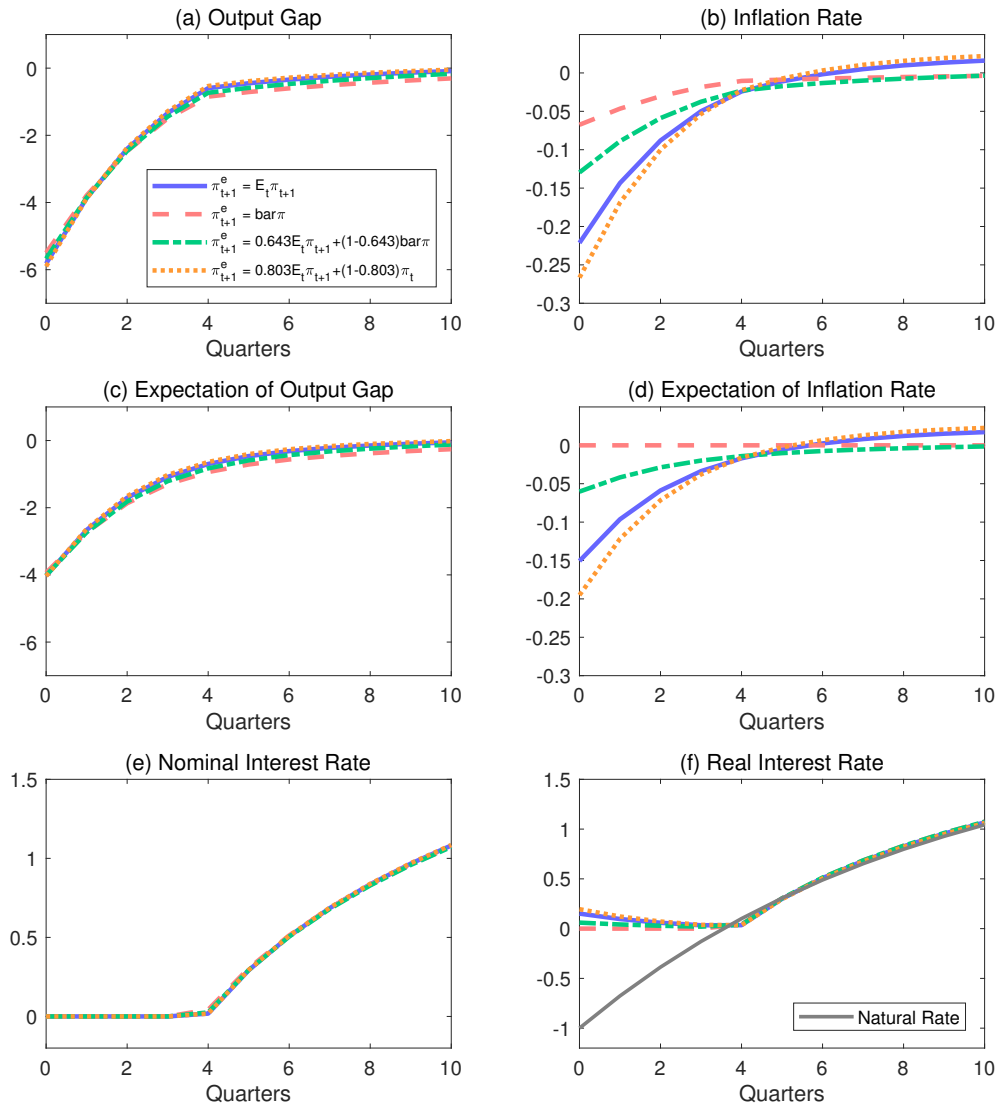 (a) Output Gap
0
-2
-4
-6
π^e_{t+1} = E_tπ_{t+1}
π^e_{t+1} = barπ
π^e_{t+1} = 0.643E_tπ_{t+1}+(1-0.643)barπ
π^e_{t+1} = 0.803E_tπ_{t+1}+(1-0.803)π_t
0 2 4 6 8 10
Quarters
(b) Inflation Rate
0
-0.05
-0.1
-0.15
-0.2
-0.25
-0.3
0 2 4 6 8 10
Quarters
(c) Expectation of Output Gap
0
-2
-4
-6
0 2 4 6 8 10
Quarters
(d) Expectation of Inflation Rate
0
-0.05
-0.1
-0.15
-0.2
-0.25
-0.3
0 2 4 6 8 10
Quarters
(e) Nominal Interest Rate
1.5
1
0.5
0
0 2 4 6 8 10
Quarters
(f) Real Interest Rate
1.5
1
0.5
0
-0.5
-1
Natural Rate
0 2 4 6 8 10
Quarters